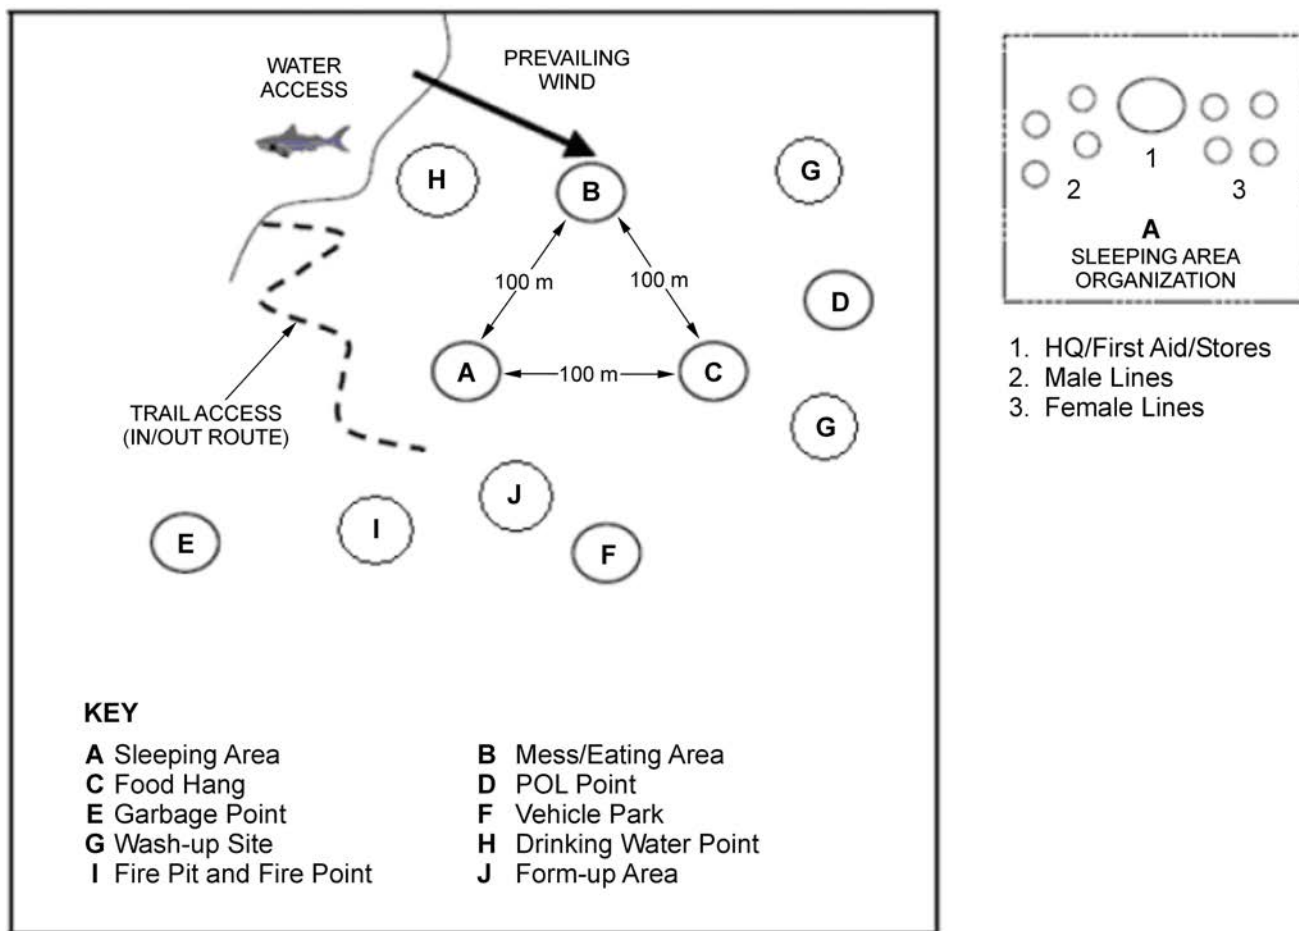 WATER
ACCESS
PREVAILING
WIND
H
B
G
100 m
100 m
D
A
100 m
C
G
TRAIL ACCESS
(IN/OUT ROUTE)
J
E
I
F
KEY
A Sleeping Area
B Mess/Eating Area
C Food Hang
D POL Point
E Garbage Point
F Vehicle Park
G Wash-up Site
H Drinking Water Point
I Fire Pit and Fire Point
J Form-up Area
1
2
3
A
SLEEPING AREA
ORGANIZATION
1. HQ/First Aid/Stores
2. Male Lines
3. Female Lines